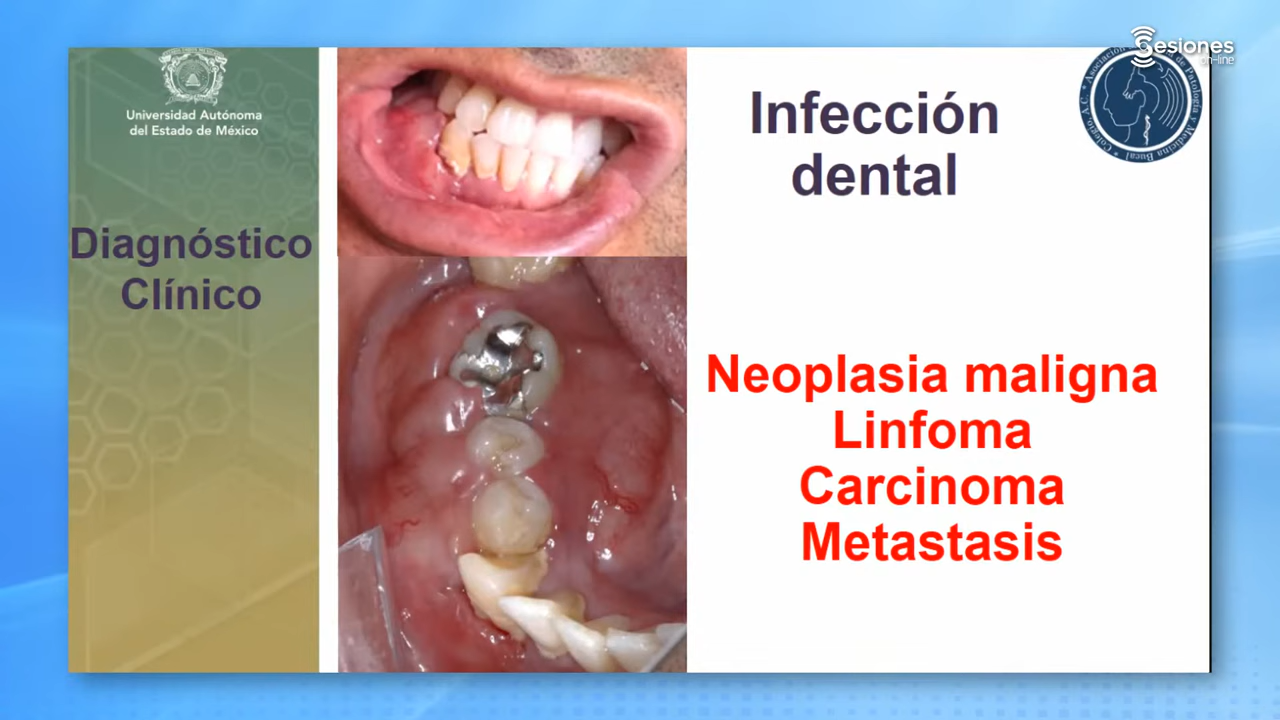 Sesiones
on-line
Universidad Autónoma
del Estado de México
Diagnóstico
Clínico
Infección
dental
Neoplasia maligna
Linfoma
Carcinoma
Metastasis